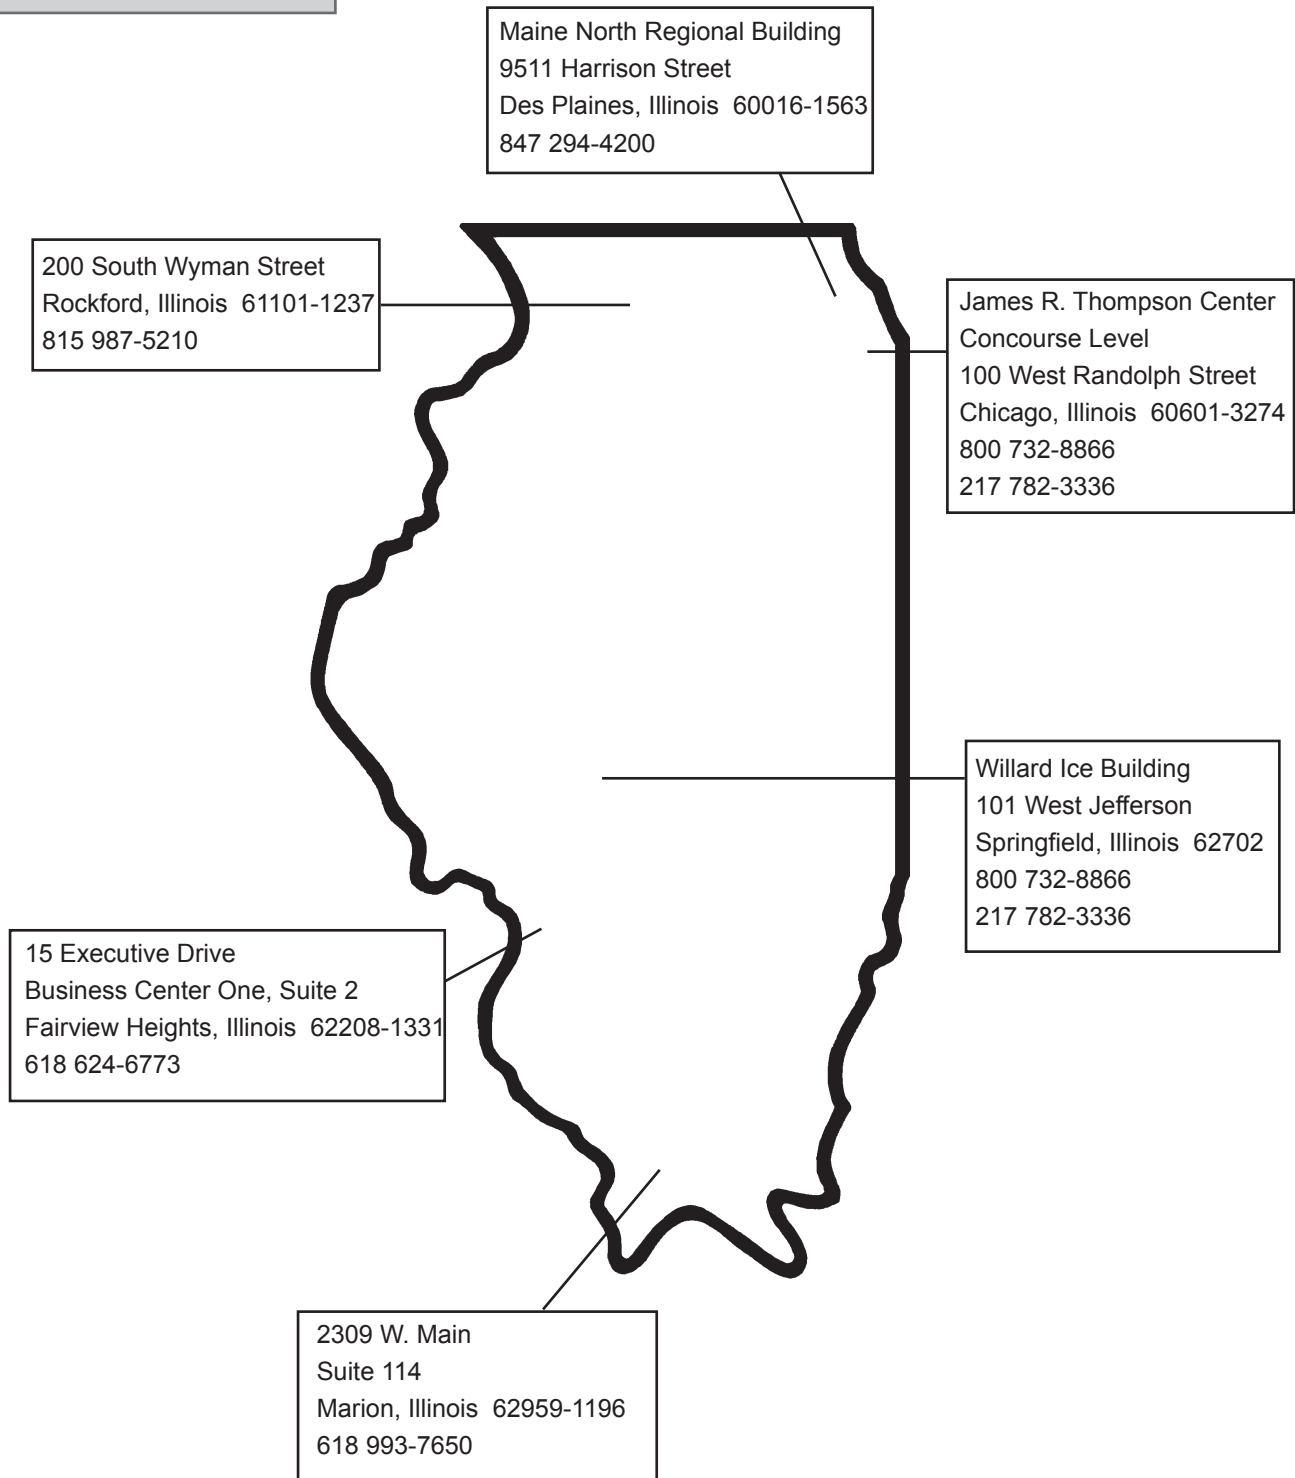 Maine North Regional Building
9511 Harrison Street
Des Plaines, Illinois  60016-1563
847 294-4200
200 South Wyman Street
Rockford, Illinois  61101-1237
815 987-5210
James R. Thompson Center
Concourse Level
100 West Randolph Street
Chicago, Illinois  60601-3274
800 732-8866
217 782-3336
Willard Ice Building
101 West Jefferson
Springfield, Illinois  62702
800 732-8866
217 782-3336
15 Executive Drive
Business Center One, Suite 2
Fairview Heights, Illinois  62208-1331
618 624-6773
2309 W. Main
Suite 114
Marion, Illinois  62959-1196
618 993-7650